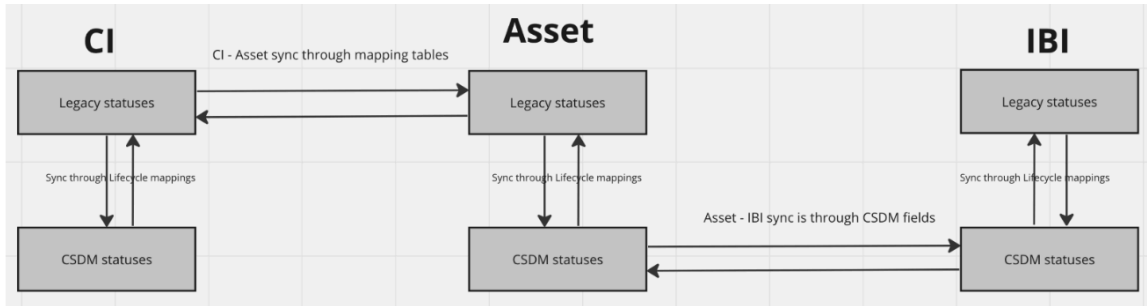 CI
Asset
IBI
CI - Asset sync through mapping tables
Legacy statuses
Legacy statuses
Legacy statuses
Sync through Lifecycle mappings
Sync through Lifecycle mappings
Sync through Lifecycle mappings
Asset - IBI sync is through CSDM fields
CSDM statuses
CSDM statuses
CSDM statuses